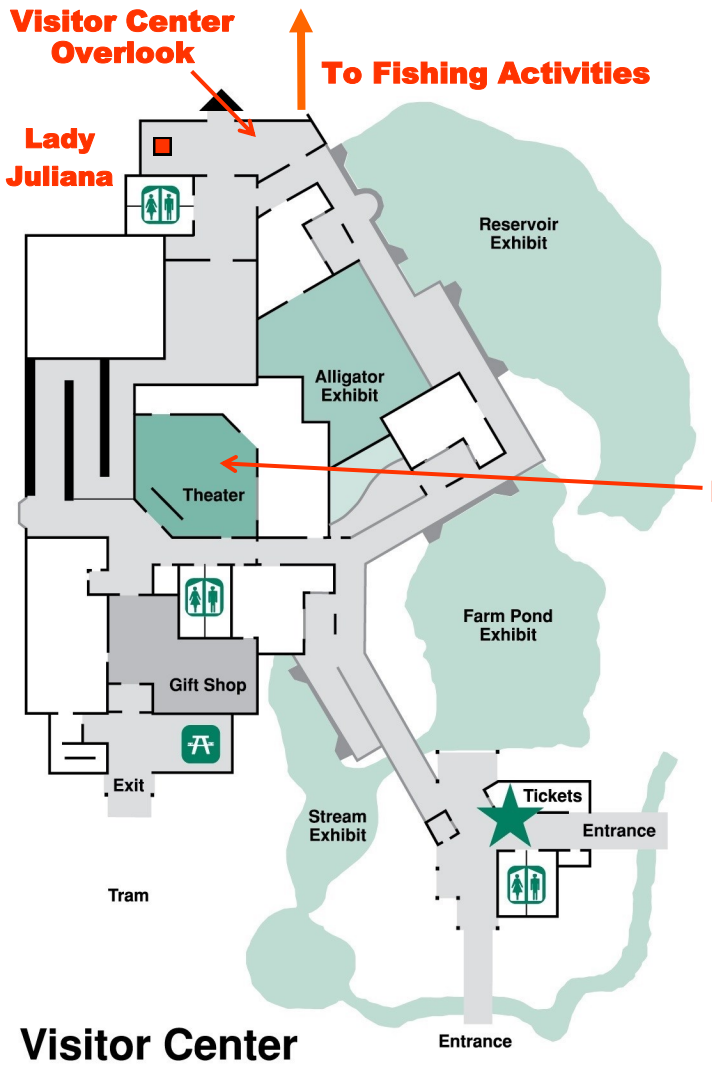 Visitor Center
Overlook
To Fishing Activities
Lady
Juliana
Reservoir
Exhibit
Alligator
Exhibit
Theater
Farm Pond
Exhibit
Gift Shop
Exit
Tickets
Stream
Exhibit
Entrance
Tram
Visitor Center
Entrance